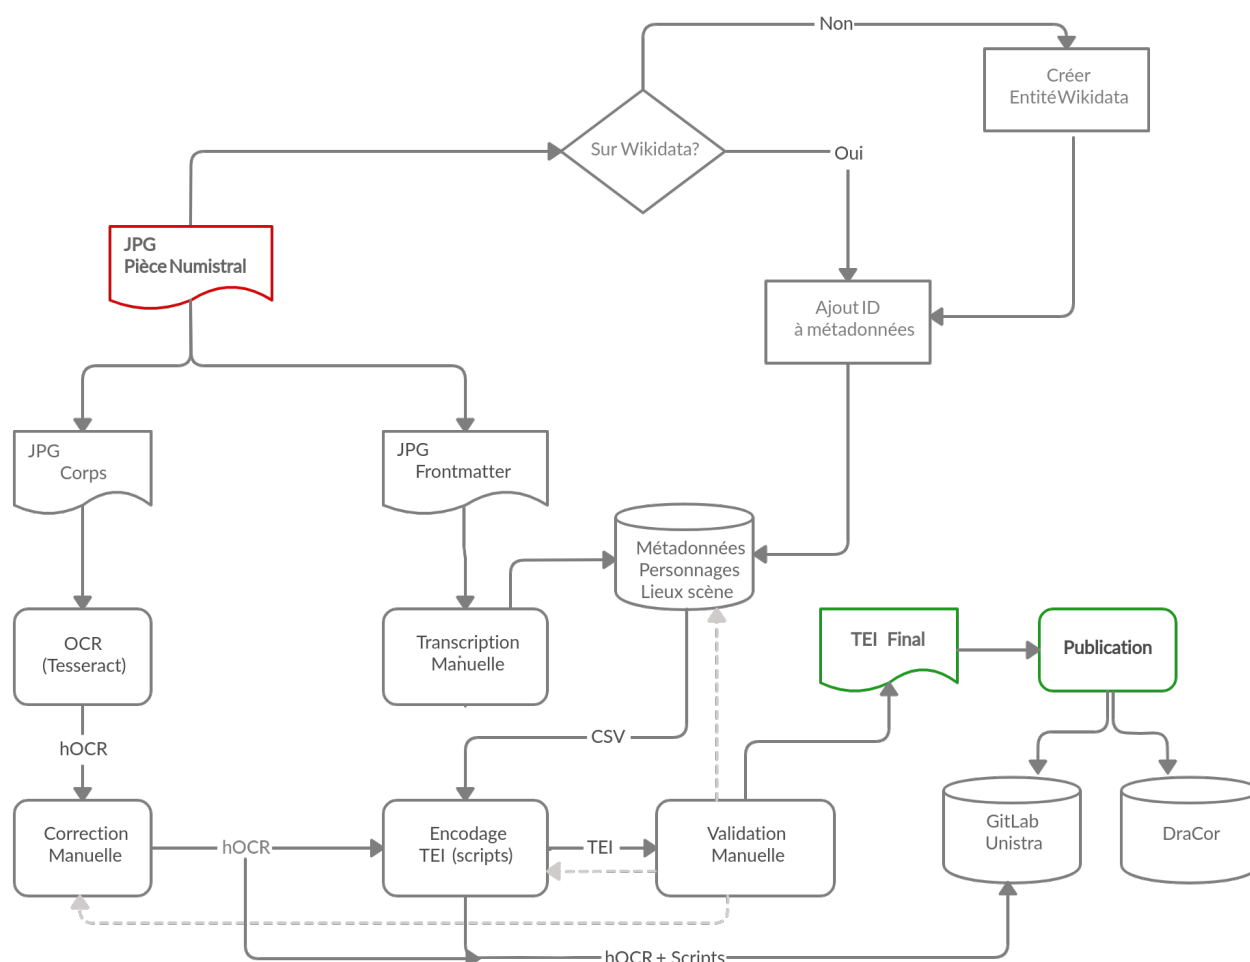 Non
Créer
Entité Wikidata
Sur Wikidata?
Oui
JPG
Pièce Numistral
Ajout ID
à métadonnées
JPG
Corps
JPG
Frontmatter
Métadonnées
Personnages
Lieux scène
OCR
(Tesseract)
Transcription
Manuelle
TEI Final
Publication
hOCR
CSV
Correction
Manuelle
hOCR
Encodage
TEI (scripts)
TEI
Validation
Manuelle
GitLab
Unistra
DraCor
hOCR + Scripts